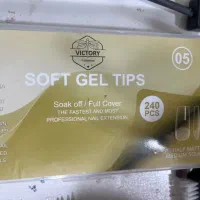 VICTORY
05
SOFT GEL TIPS
Soak off / Full Cover
THE FASTEST AND MOST
PROFESSIONAL NAIL EXTENSION
240
PCS